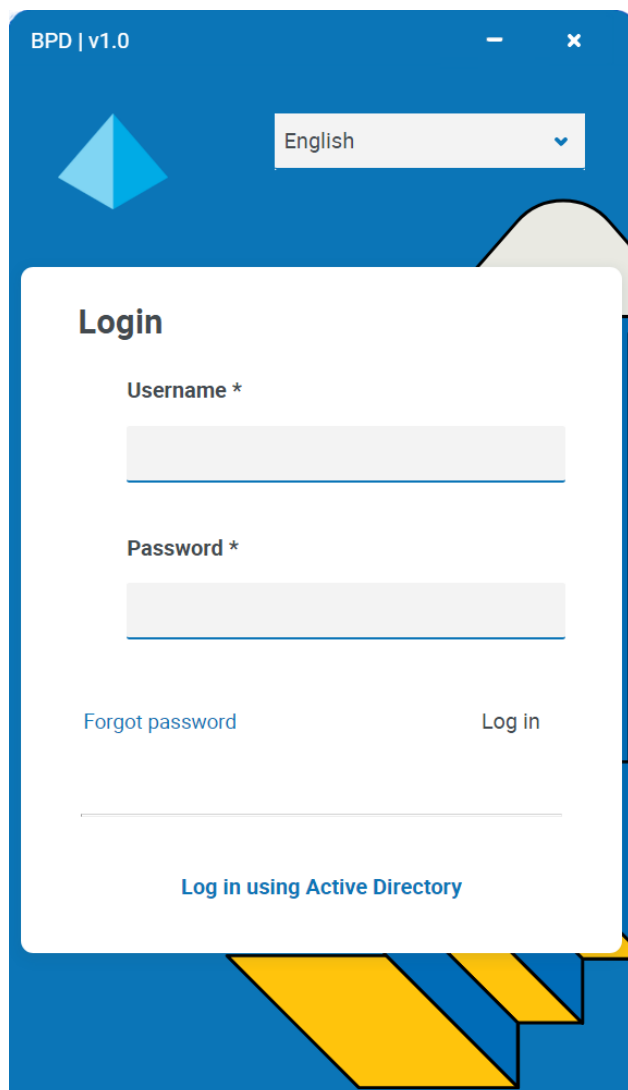 BPD | v1.0
English
Login
Username *
Password *
Forgot password
Log in
Log in using Active Directory